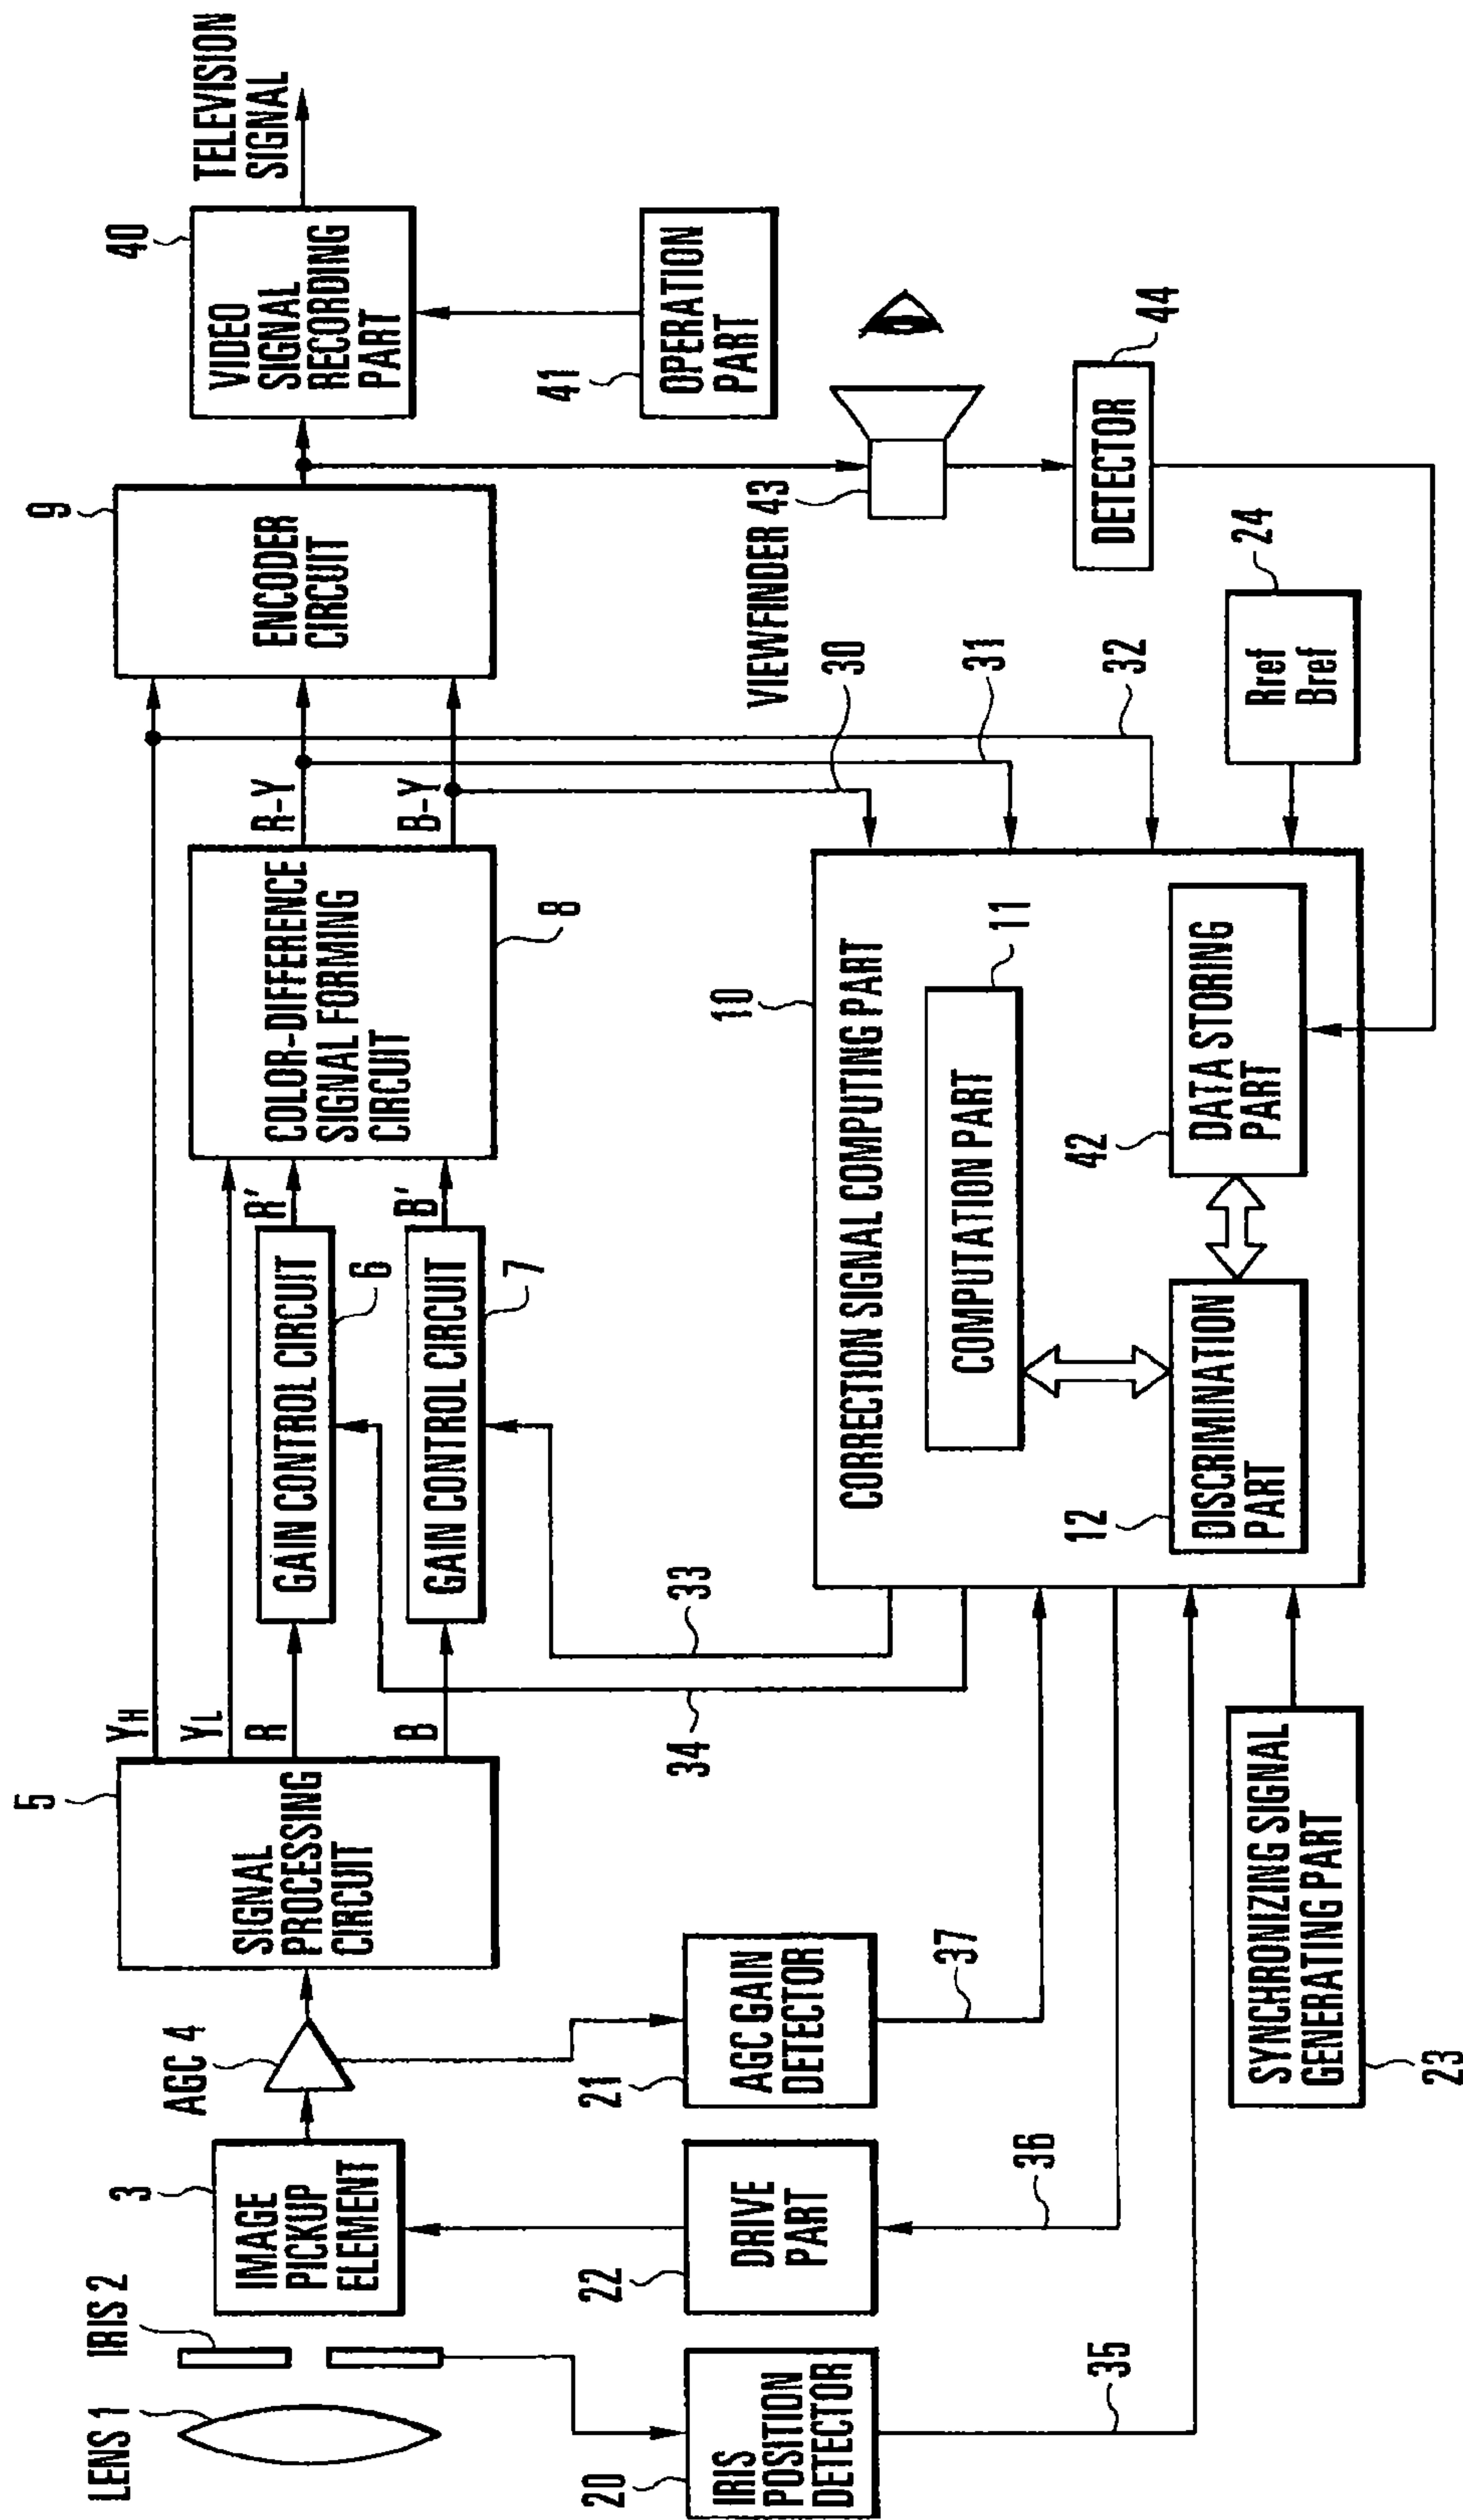 LENS 1
IRIS 2
3
IMAGE
PICKUP
ELEMENT
AGC 4
5
SIGNAL
PROCESSING
CIRCUIT
YH
YL
R
B
GAIN CONTROL CIRCUIT
6
GAIN CONTROL CIRCUIT
7
R'
B'
COLOR-DIFFERENCE
SIGNAL FORMING
CIRCUIT
8
R-Y
B-Y
9
ENCODER
CIRCUIT
40
VIDEO
SIGNAL
RECORDING
PART
TELEVISION
SIGNAL
41
OPERATION
PART
VIEWFINDER 43
DETECTOR
44
20
IRIS
POSITION
DETECTOR
35
22
DRIVE
PART
36
21
AGC GAIN
DETECTOR
37
34
33
10
CORRECTION SIGNAL COMPUTING PART
COMPUTATION PART
11
12
DISCRIMINATION
PART
42
DATA STORING
PART
30
31
32
Rref
Bref
24
SYNCHRONIZING SIGNAL
GENERATING PART
23